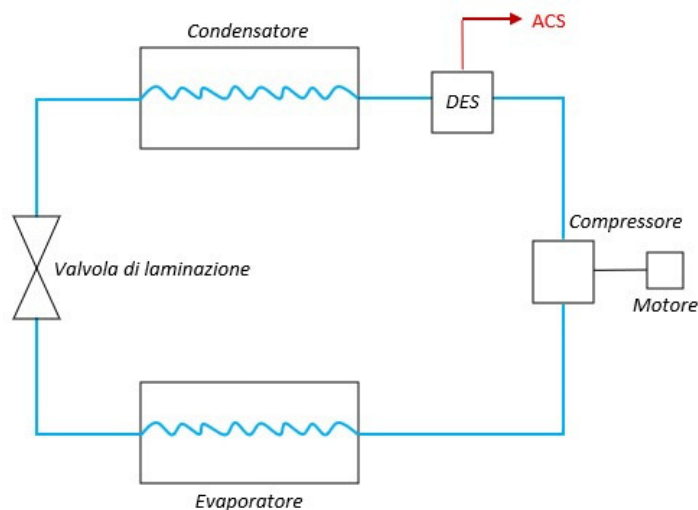 Condensatore
ACS
DES
Compressore
Valvola di laminazione
Motore
Evaporatore